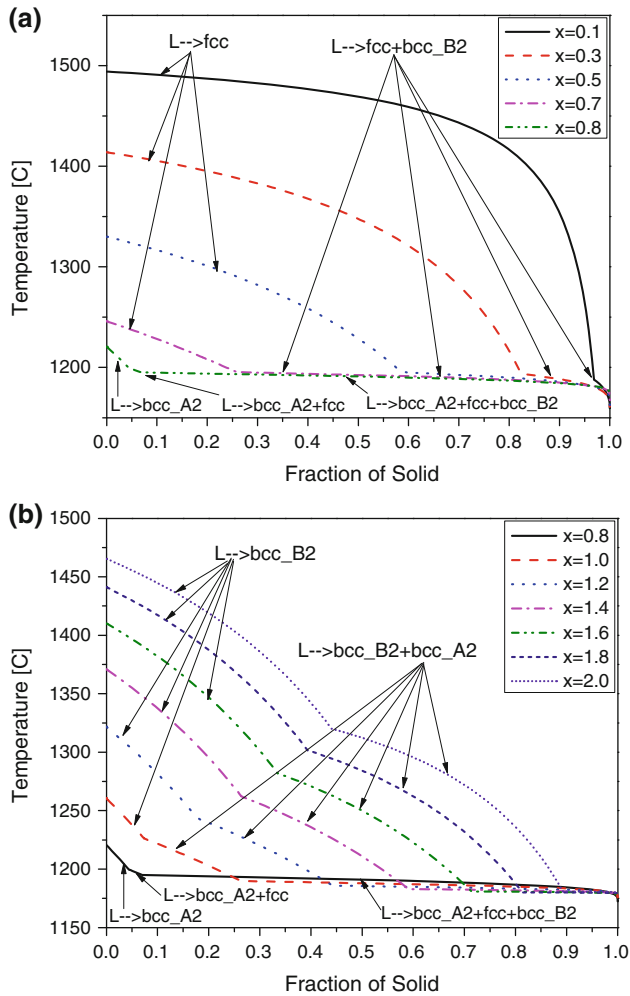 (a)
L-->fcc
L-->fcc+bcc_B2
x=0.1
x=0.3
x=0.5
x=0.7
x=0.8
1500
1400
1300
1200
Temperature [C]
L-->bcc_A2
L-->bcc_A2+fcc
L-->bcc_A2+fcc+bcc_B2
0.0 0.1 0.2 0.3 0.4 0.5 0.6 0.7 0.8 0.9 1.0
Fraction of Solid
(b)
L-->bcc_B2
L-->bcc_B2+bcc_A2
x=0.8
x=1.0
x=1.2
x=1.4
x=1.6
x=1.8
x=2.0
1500
1450
1400
1350
1300
1250
1200
1150
Temperature [C]
L-->bcc_A2+fcc
L-->bcc_A2
L-->bcc_A2+fcc+bcc_B2
0.0 0.1 0.2 0.3 0.4 0.5 0.6 0.7 0.8 0.9 1.0
Fraction of Solid